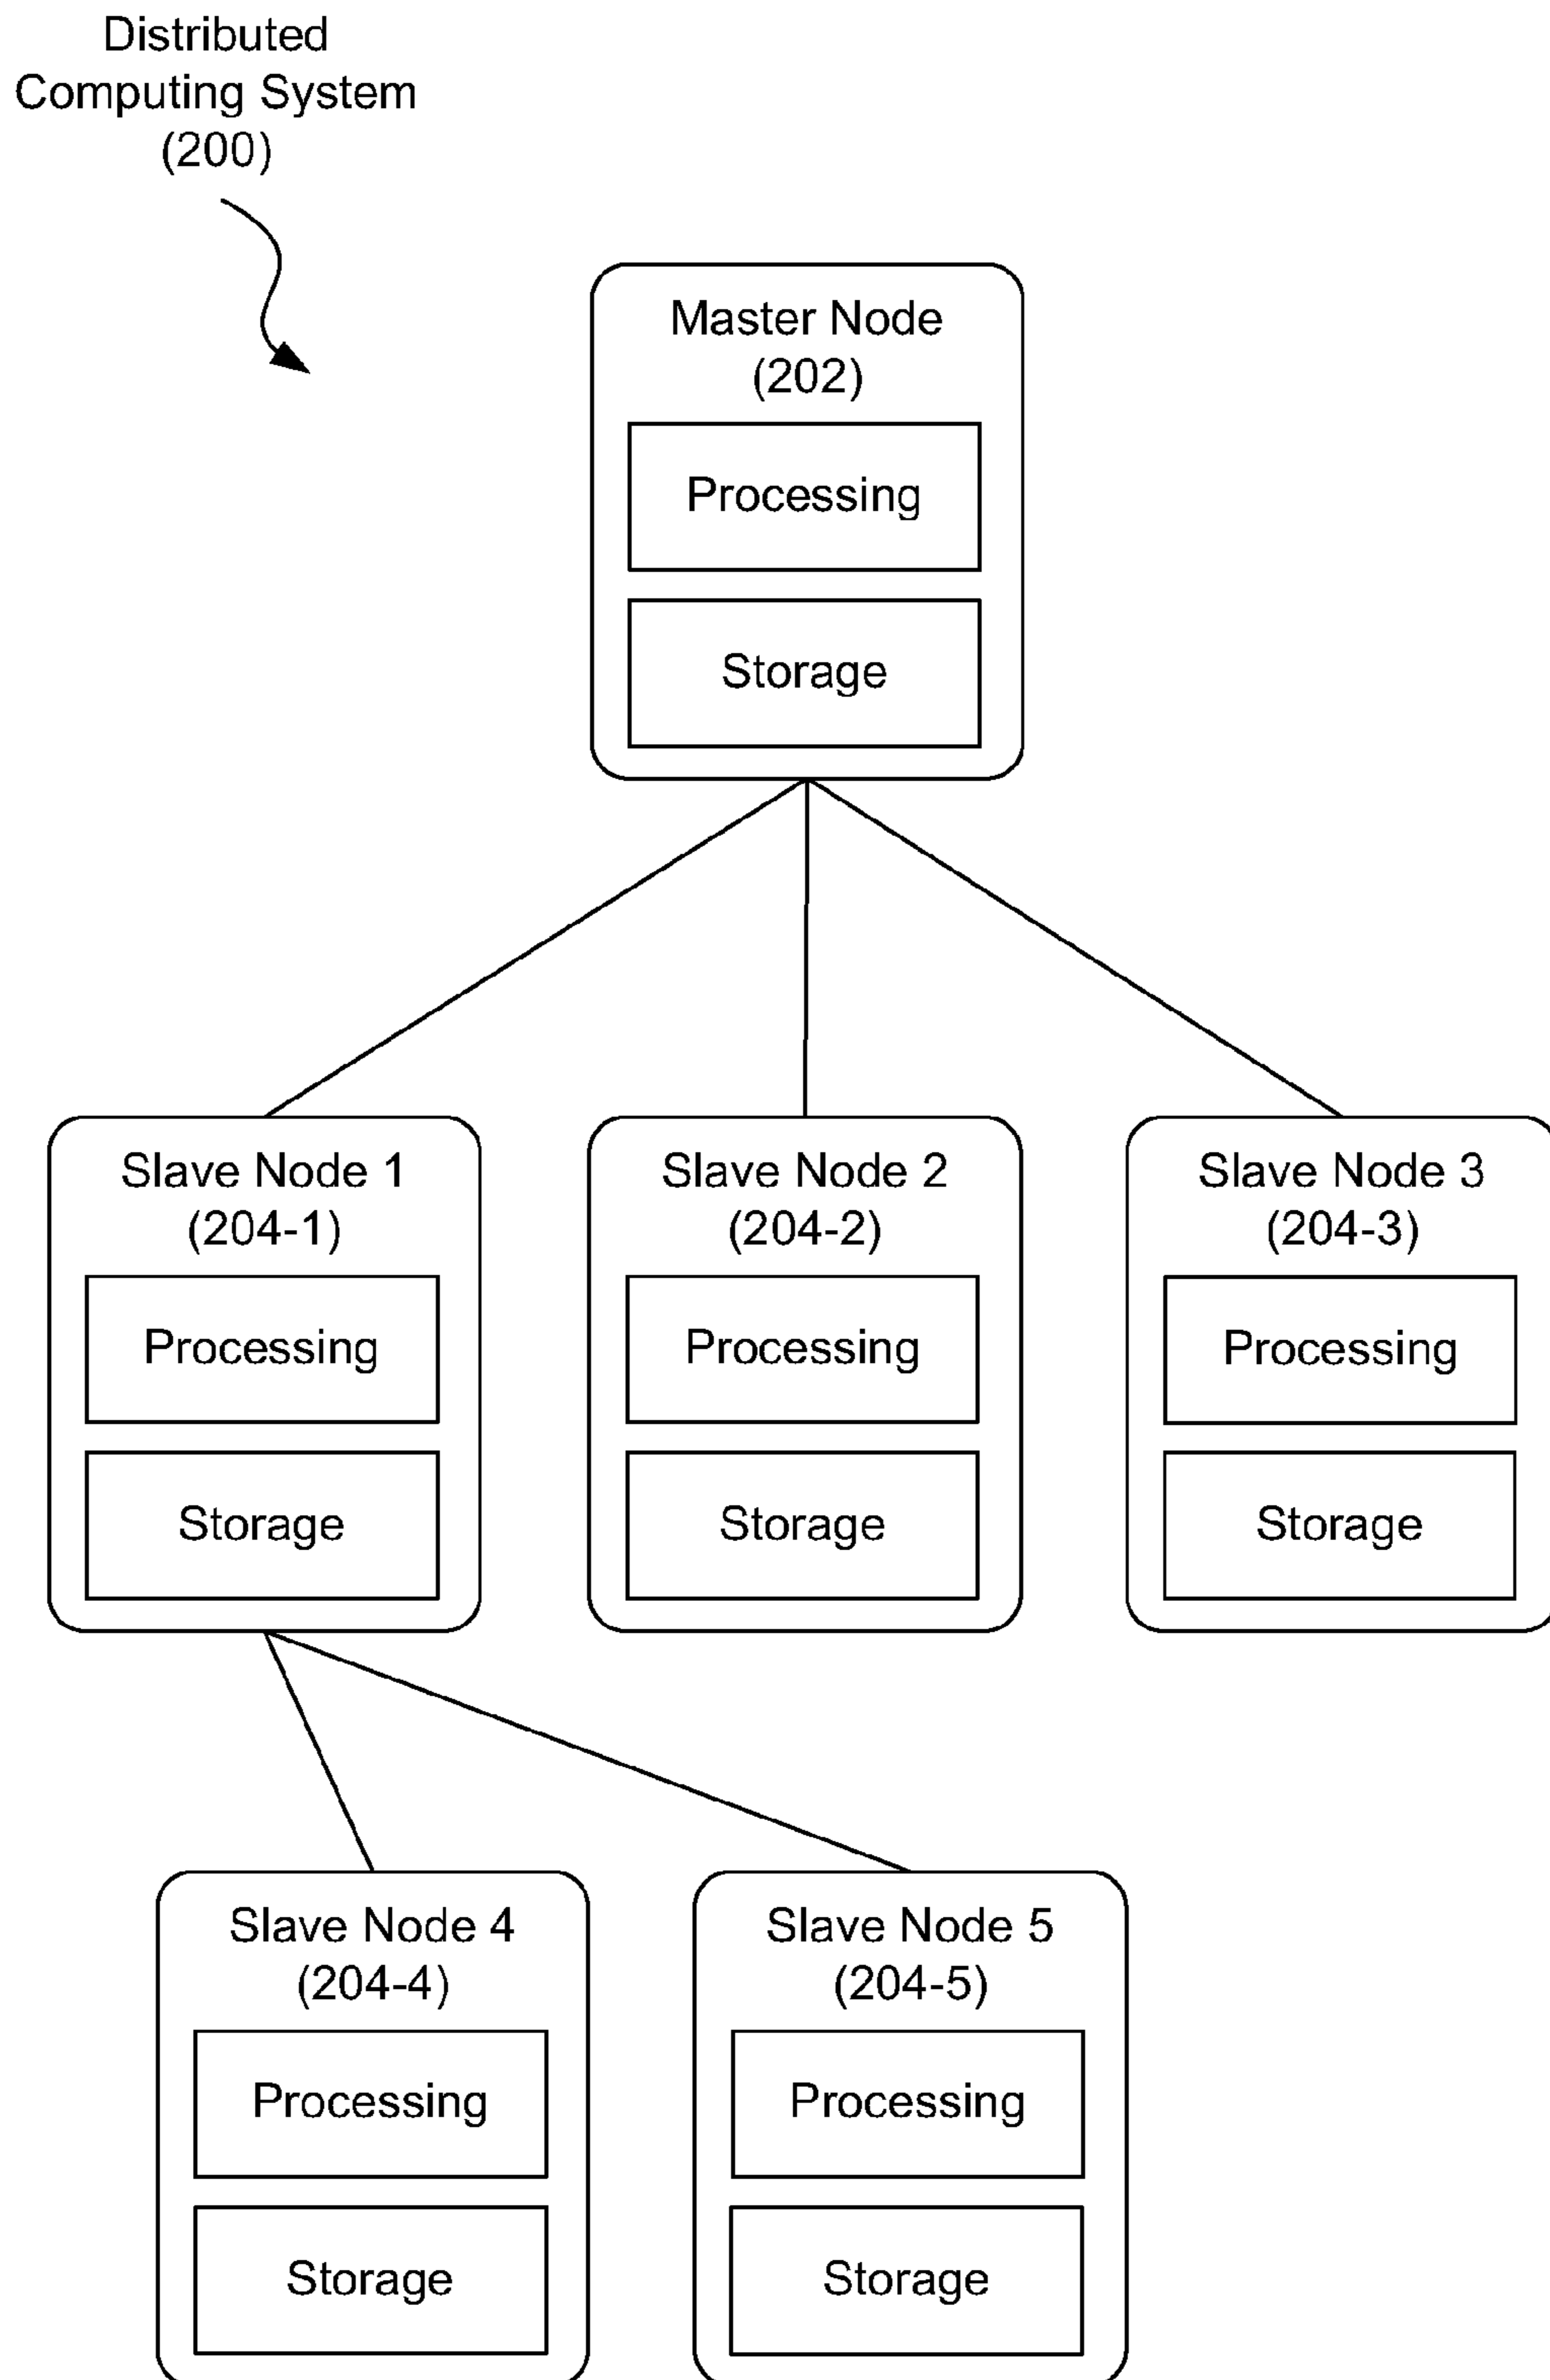 Distributed
Computing System
(200)
Master Node
(202)
Processing
Storage
Slave Node 1
(204-1)
Processing
Storage
Slave Node 2
(204-2)
Processing
Storage
Slave Node 3
(204-3)
Processing
Storage
Slave Node 4
(204-4)
Processing
Storage
Slave Node 5
(204-5)
Processing
Storage